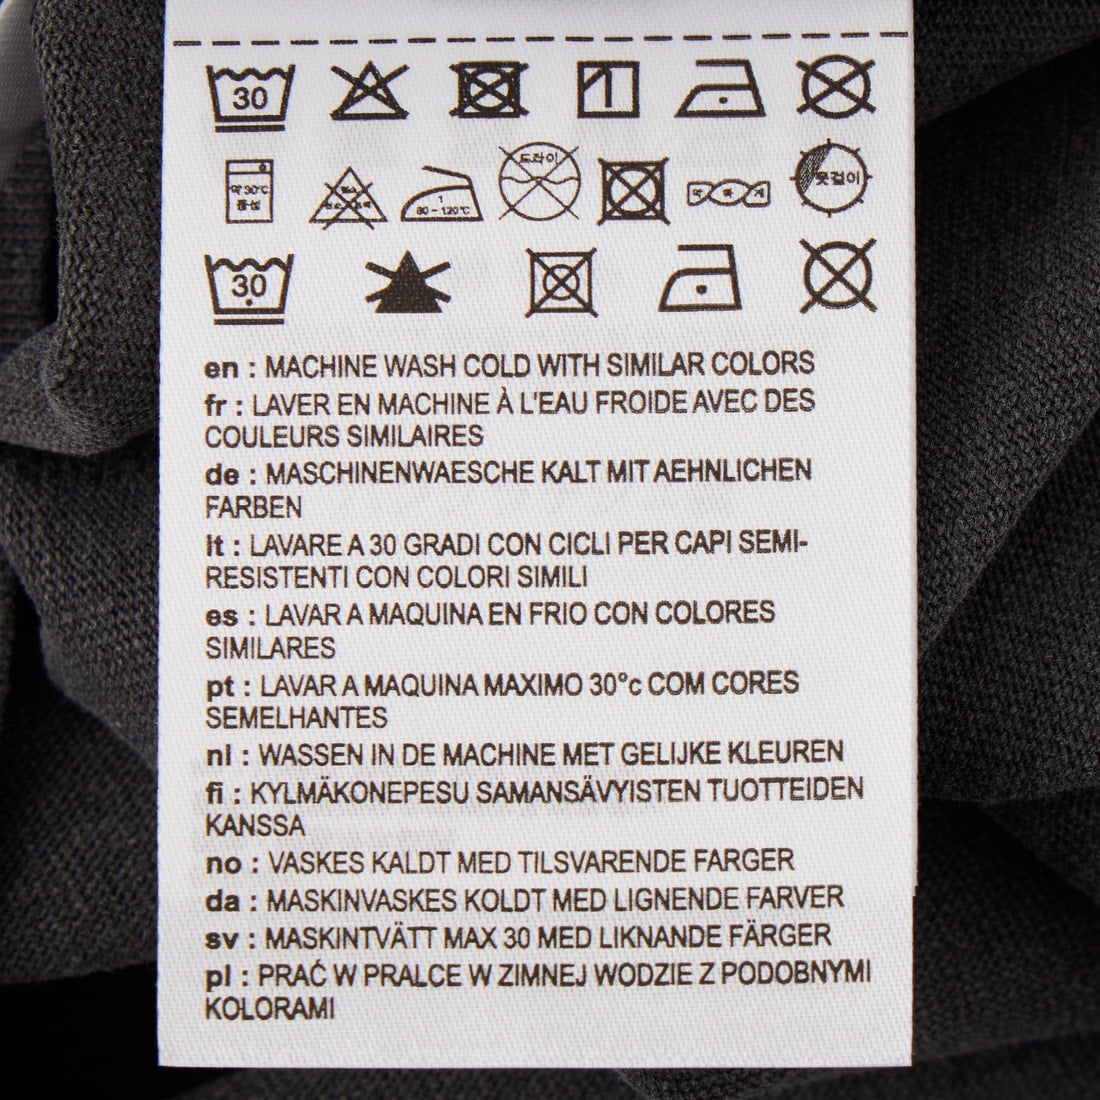 30
약 30°C
중성
1
80 ~ 120°C
드라이
옷걸이
30
en : MACHINE WASH COLD WITH SIMILAR COLORS
fr : LAVER EN MACHINE À L'EAU FROIDE AVEC DES
COULEURS SIMILAIRES
de : MASCHINENWAESCHE KALT MIT AEHNLICHEN
FARBEN
It : LAVARE A 30 GRADI CON CICLI PER CAPI SEMI-
RESISTENTI CON COLORI SIMILI
es : LAVAR A MAQUINA EN FRIO CON COLORES
SIMILARES
pt : LAVAR A MAQUINA MAXIMO 30°c COM CORES
SEMELHANTES
nl : WASSEN IN DE MACHINE MET GELIJKE KLEUREN
fi : KYLMÄKONEPESU SAMANSÄVYISTEN TUOTTEIDEN
KANSSA
no : VASKES KALDT MED TILSVARENDE FARGER
da : MASKINVASKES KOLDT MED LIGNENDE FARVER
sv : MASKINTVÄTT MAX 30 MED LIKNANDE FÄRGER
pl : PRAĆ W PRALCE W ZIMNEJ WODZIE Z PODOBNYMI
KOLORAMI